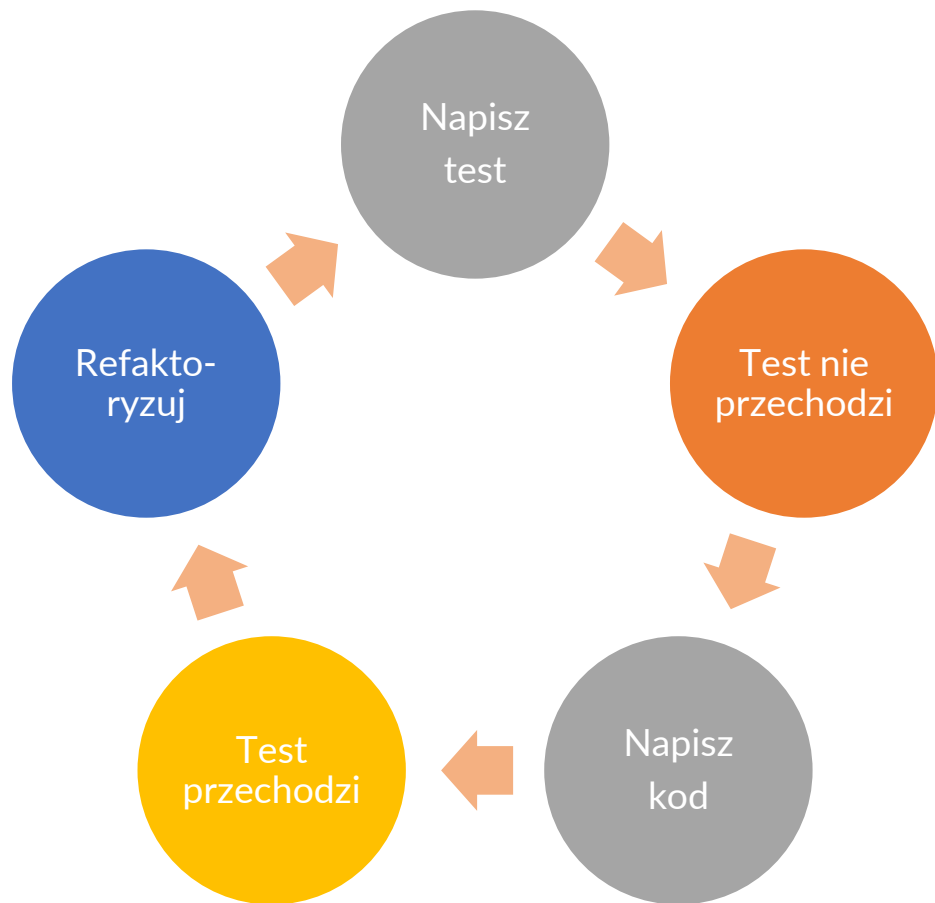 Napisz
test
Test nie
przechodzi
Napisz
kod
Test
przechodzi
Refakto-
ryzuj